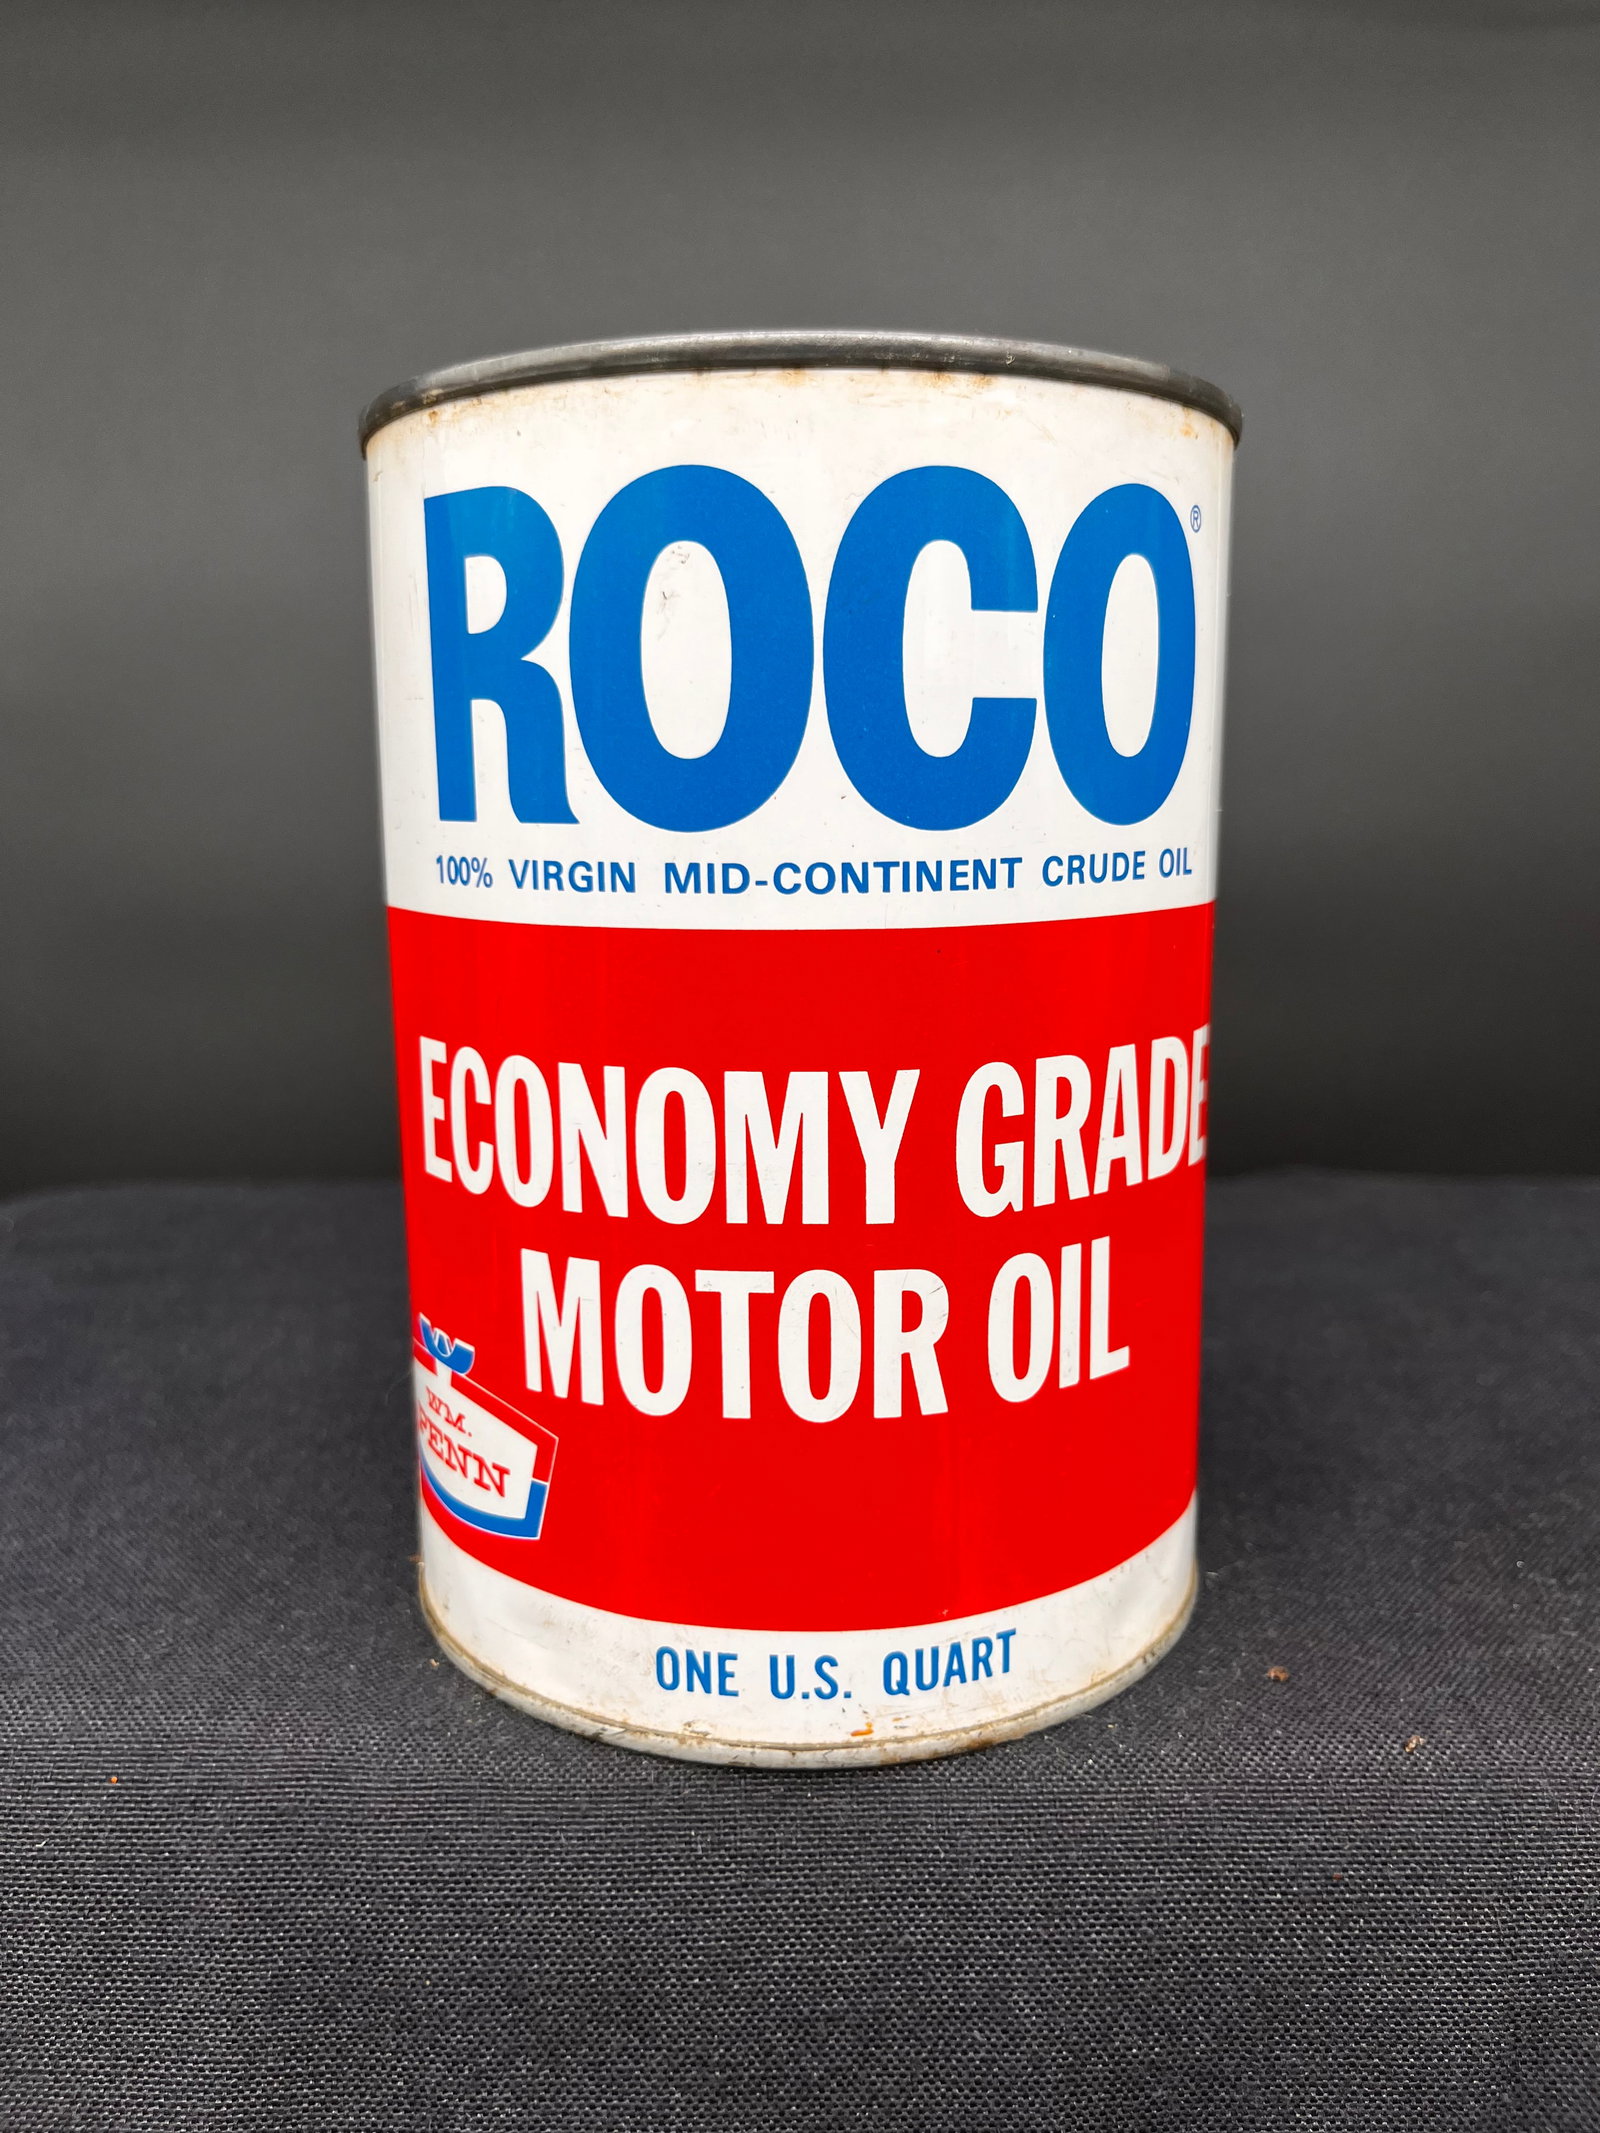 ROCO®
100% VIRGIN MID-CONTINENT CRUDE OIL
ECONOMY GRADE
MOTOR OIL
WM.
PENN
ONE U.S. QUART